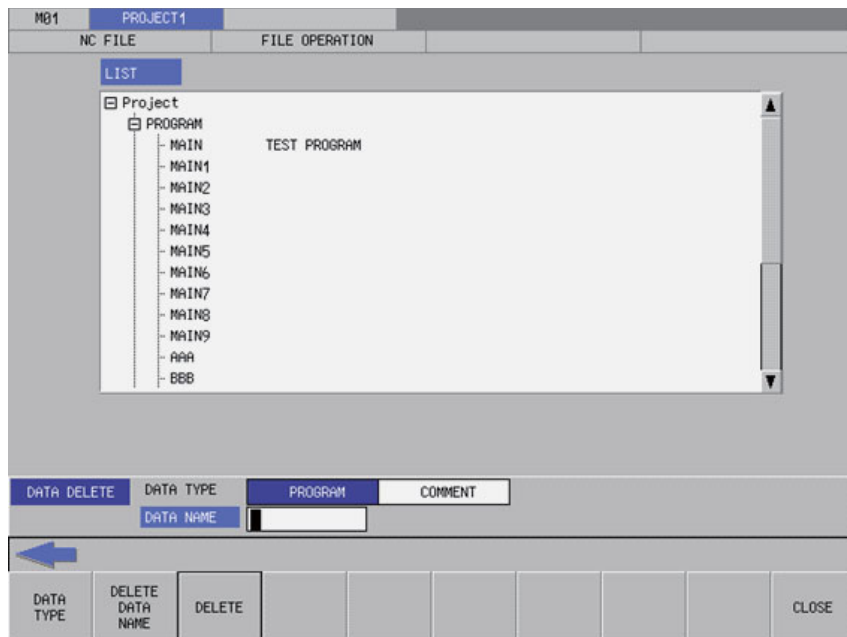 M01 PROJECT1
NC FILE FILE OPERATION
LIST
Project
PROGRAM
MAIN TEST PROGRAM
MAIN1
MAIN2
MAIN3
MAIN4
MAIN5
MAIN6
MAIN7
MAIN8
MAIN9
AAA
BBB
DATA DELETE DATA TYPE PROGRAM COMMENT
DATA NAME
DATA TYPE
DELETE DATA NAME
DELETE
CLOSE